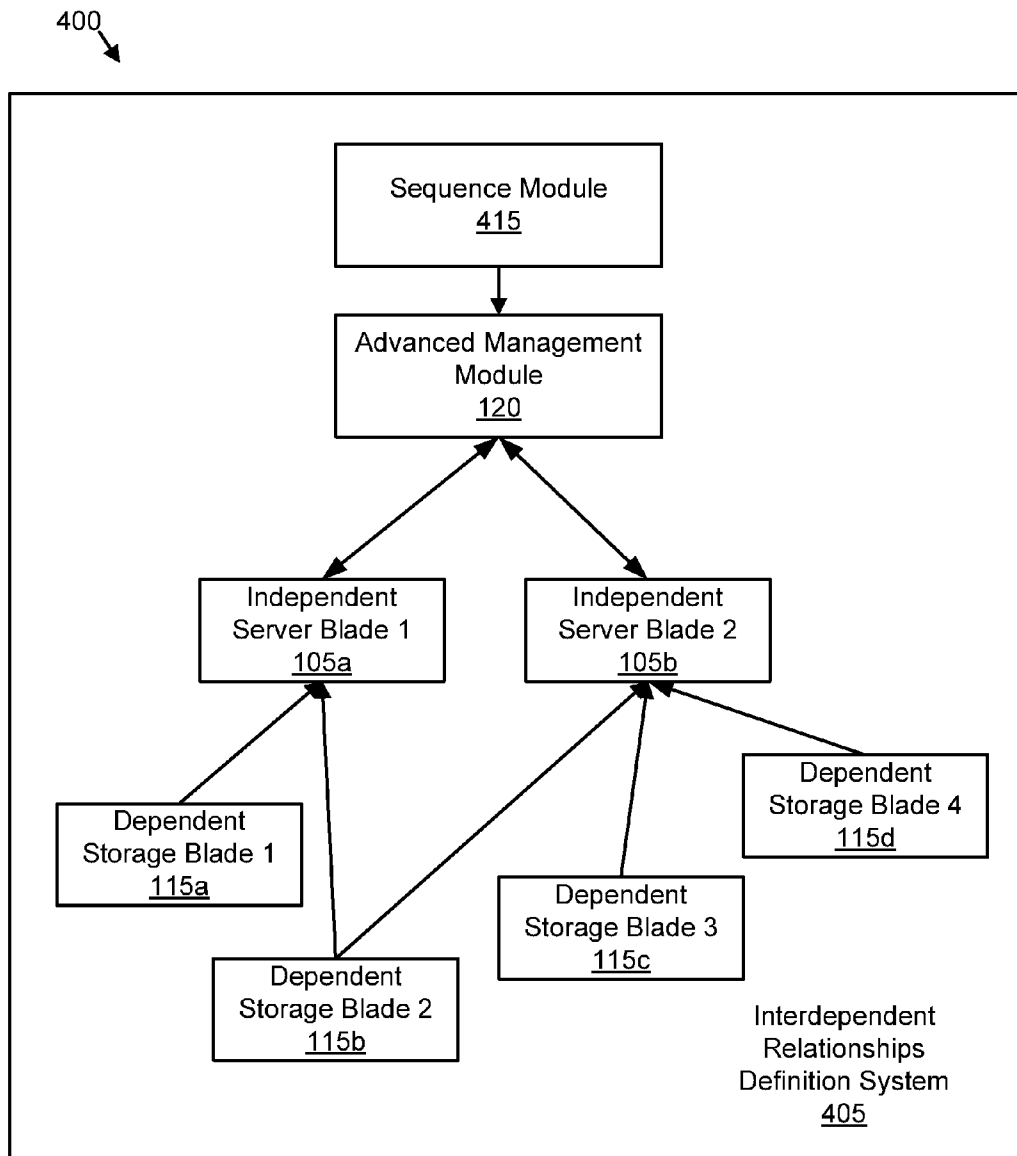 400
Sequence Module
415
Advanced Management
Module
120
Independent
Server Blade 1
105a
Independent
Server Blade 2
105b
Dependent
Storage Blade 4
115d
Dependent
Storage Blade 1
115a
Dependent
Storage Blade 3
115c
Dependent
Storage Blade 2
115b
Interdependent
Relationships
Definition System
405